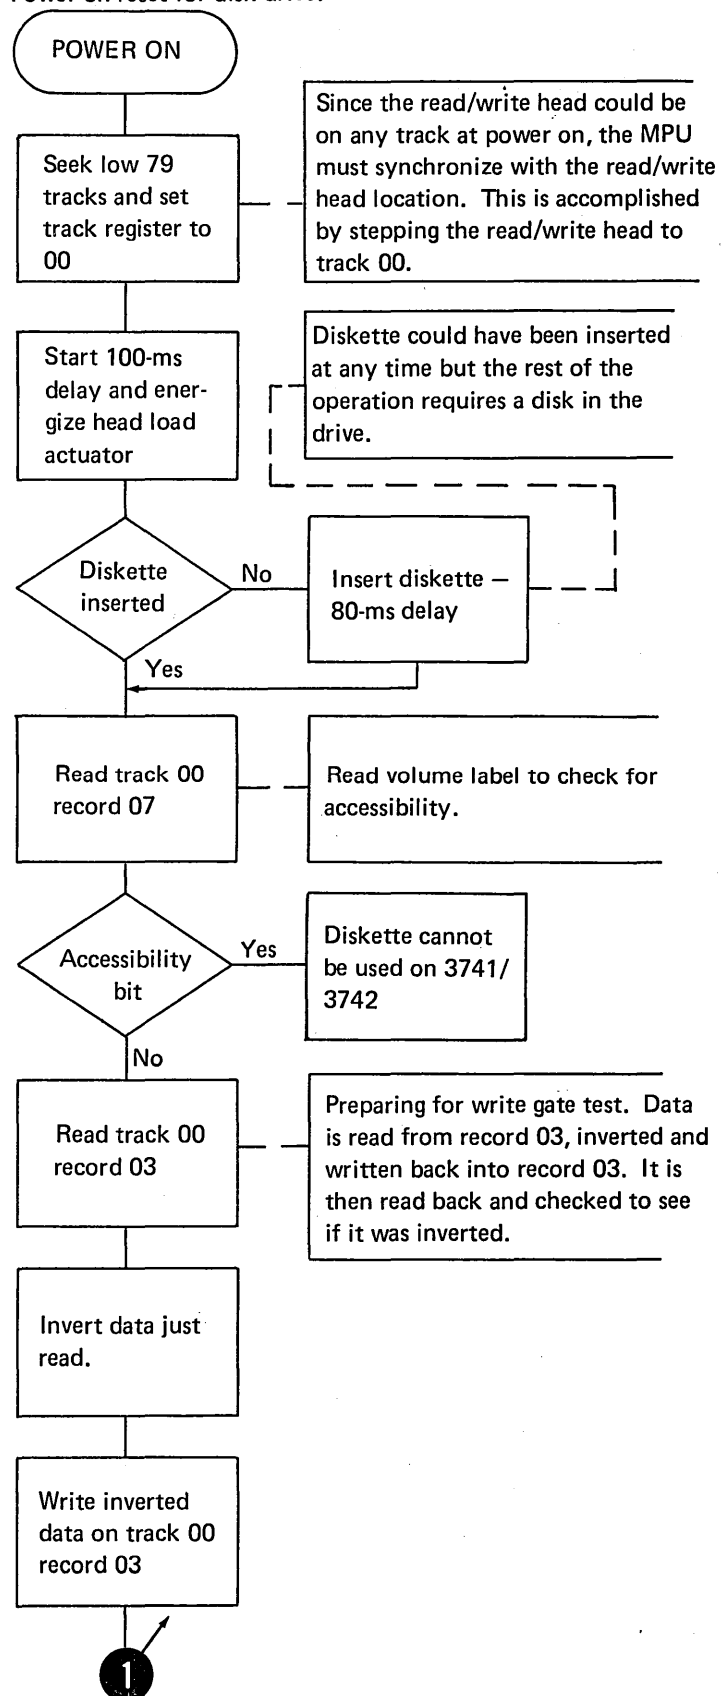 Power on reset for disk drive.
POWER ON
Seek low 79
tracks and set
track register to
00
Since the read/write head could be
on any track at power on, the MPU
must synchronize with the read/write
head location. This is accomplished
by stepping the read/write head to
track 00.
Start 100-ms
delay and ener-
gize head load
actuator
Diskette could have been inserted
at any time but the rest of the
operation requires a disk in the
drive.
Diskette
inserted
No
Insert diskette —
80-ms delay
Yes
Read track 00
record 07
Read volume label to check for
accessibility.
Accessibility
bit
Yes
Diskette cannot
be used on 3741/
3742
No
Read track 00
record 03
Preparing for write gate test. Data
is read from record 03, inverted and
written back into record 03. It is
then read back and checked to see
if it was inverted.
Invert data just
read.
Write inverted
data on track 00
record 03
1